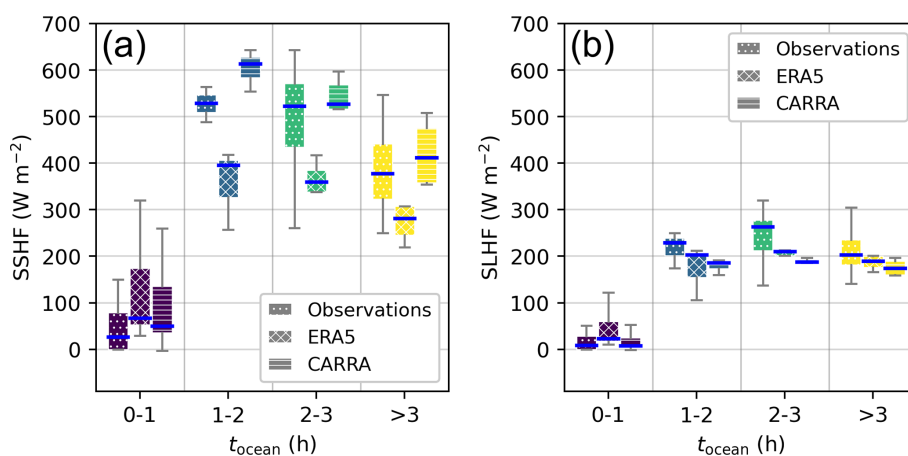 (a)
SSHF (W m⁻²)
700
600
500
400
300
200
100
0
0-1
1-2
2-3
>3
t_ocean (h)
Observations
ERA5
CARRA
(b)
SLHF (W m⁻²)
700
600
500
400
300
200
100
0
0-1
1-2
2-3
>3
t_ocean (h)
Observations
ERA5
CARRA